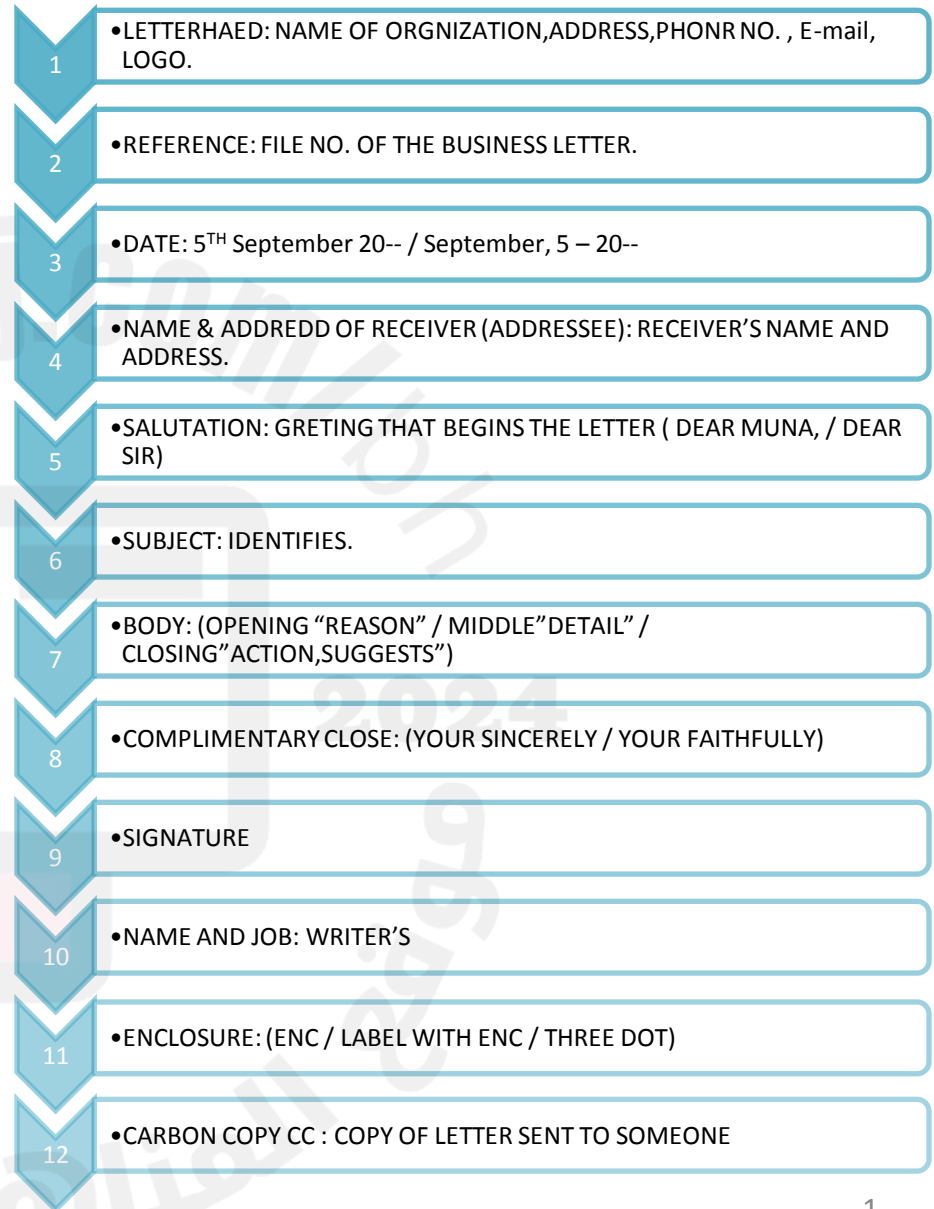 1
•LETTERHAED: NAME OF ORGNIZATION,ADDRESS,PHONR NO. , E-mail,
LOGO.
2
•REFERENCE: FILE NO. OF THE BUSINESS LETTER.
3
•DATE: 5TH September 20-- / September, 5 – 20--
4
•NAME & ADDREDD OF RECEIVER (ADDRESSEE): RECEIVER'S NAME AND
ADDRESS.
5
•SALUTATION: GRETING THAT BEGINS THE LETTER ( DEAR MUNA, / DEAR
SIR)
6
•SUBJECT: IDENTIFIES.
7
•BODY: (OPENING “REASON” / MIDDLE”DETAIL” /
CLOSING”ACTION,SUGGESTS”)
8
•COMPLIMENTARY CLOSE: (YOUR SINCERELY / YOUR FAITHFULLY)
9
•SIGNATURE
10
•NAME AND JOB: WRITER’S
11
•ENCLOSURE: (ENC / LABEL WITH ENC / THREE DOT)
12
•CARBON COPY CC : COPY OF LETTER SENT TO SOMEONE
1
.com/bh
2024
موقع